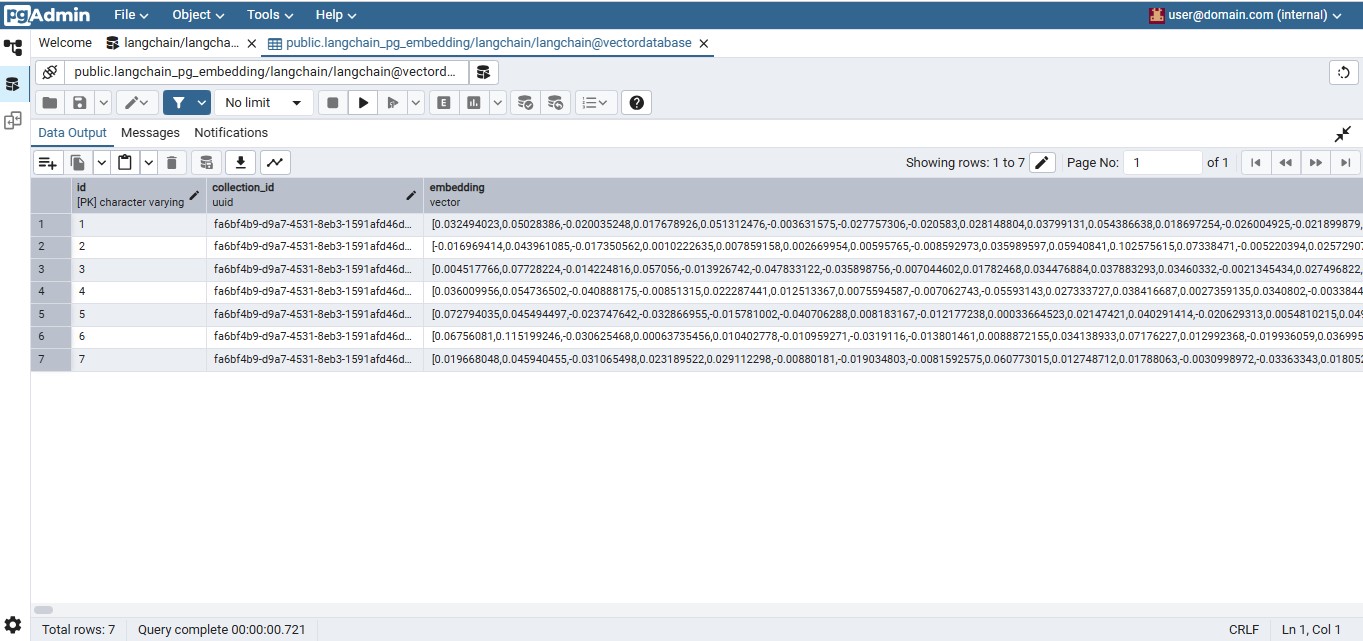 pgAdmin File Object Tools Help user@domain.com (internal)
Welcome langchain/langcha... public.langchain_pg_embedding/langchain/langchain@vectordatabase
public.langchain_pg_embedding/langchain/langchain@vectord...
No limit E
Data Output Messages Notifications
Showing rows: 1 to 7 Page No: 1 of 1
id collection_id embedding
[PK] character varying uuid vector
1 1 fa6bf4b9-d9a7-4531-8eb3-1591afd46d... [0.032494023,0.05028386,-0.020035248,0.017678926,0.051312476,-0.003631575,-0.027757306,-0.020583,0.028148804,0.03799131,0.054386638,0.018697254,-0.026004925,-0.021899879,
2 2 fa6bf4b9-d9a7-4531-8eb3-1591afd46d... [-0.016969414,0.043961085,-0.017350562,0.0010222635,0.007859158,0.002669954,0.00595765,-0.008592973,0.035989597,0.05940841,0.102575615,0.07338471,-0.005220394,0.0257290
3 3 fa6bf4b9-d9a7-4531-8eb3-1591afd46d... [0.004517766,0.07728224,-0.014224816,0.057056,-0.013926742,-0.047833122,-0.035898756,-0.007044602,0.01782468,0.034476884,0.037883293,0.03460332,-0.0021345434,0.027496822,
4 4 fa6bf4b9-d9a7-4531-8eb3-1591afd46d... [0.036009956,0.054736502,-0.040888175,-0.00851315,0.022287441,0.012513367,0.0075594587,-0.007062743,-0.05593143,0.027333727,0.038416687,0.0027359135,0.0340802,-0.0033844
5 5 fa6bf4b9-d9a7-4531-8eb3-1591afd46d... [0.072794035,0.045494497,-0.023747642,-0.032866955,-0.015781002,-0.040706288,0.008183167,-0.012177238,0.00033664523,0.02147421,0.040291414,-0.020629313,0.0054810215,0.049
6 6 fa6bf4b9-d9a7-4531-8eb3-1591afd46d... [0.06756081,0.115199246,-0.030625468,0.00063735456,0.010402778,-0.010959271,-0.0319116,-0.013801461,0.0088872155,0.034138933,0.07176227,0.012992368,-0.019936059,0.036995
7 7 fa6bf4b9-d9a7-4531-8eb3-1591afd46d... [0.019668048,0.045940455,-0.031065498,0.023189522,0.029112298,-0.00880181,-0.019034803,-0.0081592575,0.060773015,0.012748712,0.01788063,-0.0030998972,-0.03363343,0.018052
Total rows: 7 Query complete 00:00:00.721 CRLF Ln 1, Col 1